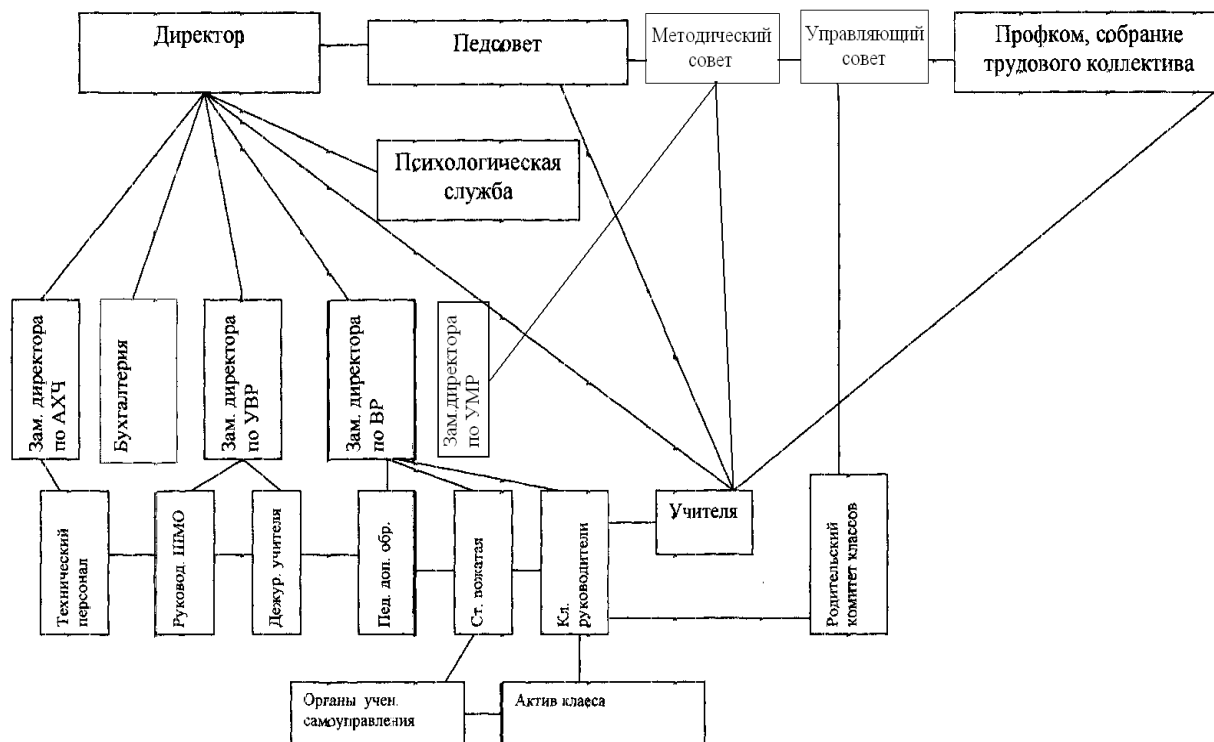 Директор
Педсовет
Методический
совет
Управляющий
совет
Профком, собрание
трудового коллектива
Психологическая
служба
Зам. директора
по АХЧ
Бухгалтерия
Зам. директора
по УВР
Зам. директора
по ВР
Зам.директора
по УМР
Технический
персонал
Руковод. ШМО
Дежур. учителя
Пед. доп. обр.
Ст. вожатая
Кл.
руководители
Учителя
Родительский
комитет классов
Органы учен.
самоуправления
Актив клаеса